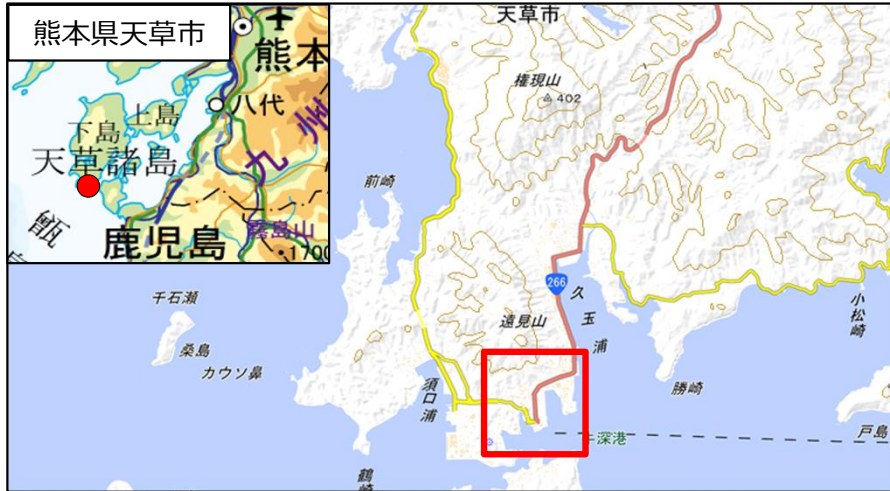 熊本県天草市
熊本
八代
上島
下島
天草諸島
九州
甑
鹿児島
霧島山
1700
天草市
権現山
402
前崎
266
久玉浦
遠見山
千石瀬
桑島
カウソ鼻
須口浦
小松崎
勝崎
戸島
深港
鶴崎